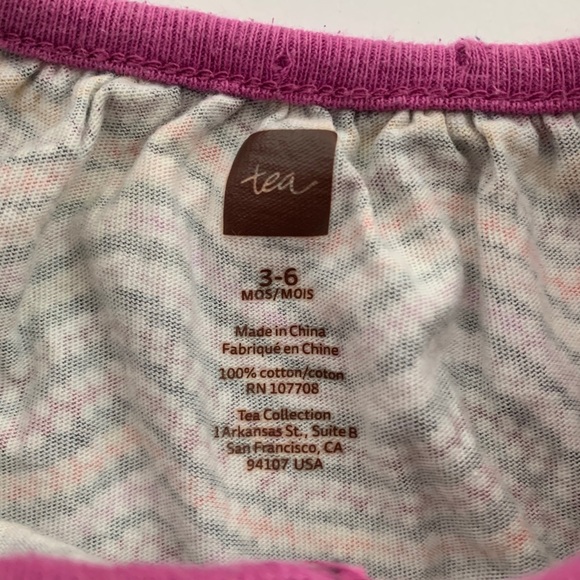 tea
3-6
MOS/MOIS
Made in China
Fabriqué en Chine
100% cotton/coton
RN 107708
Tea Collection
1 Arkansas St., Suite B
San Francisco, CA
94107 USA